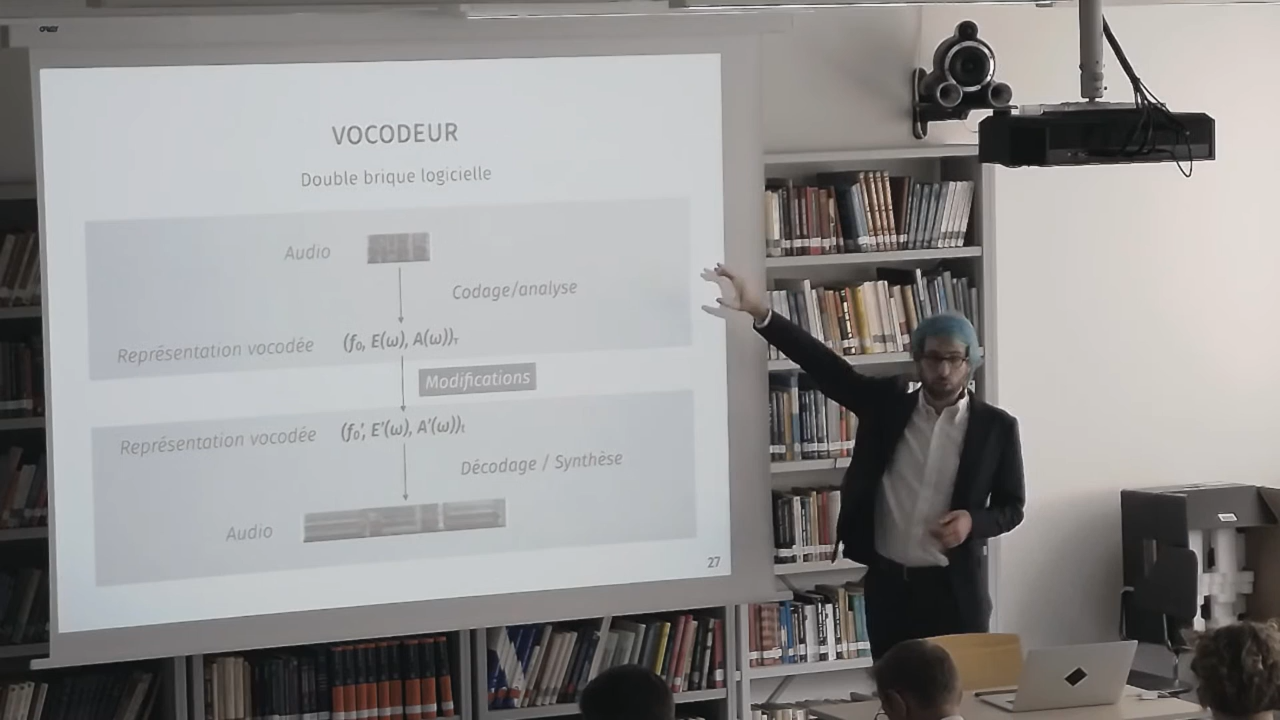 VOCODEUR
Double brique logicielle
Audio
Codage/analyse
Représentation vocodée (f₀, E(ω), A(ω))ₜ
Modifications
Représentation vocodée (f₀', E'(ω), A'(ω))ₜ
Décodage / Synthèse
Audio
27